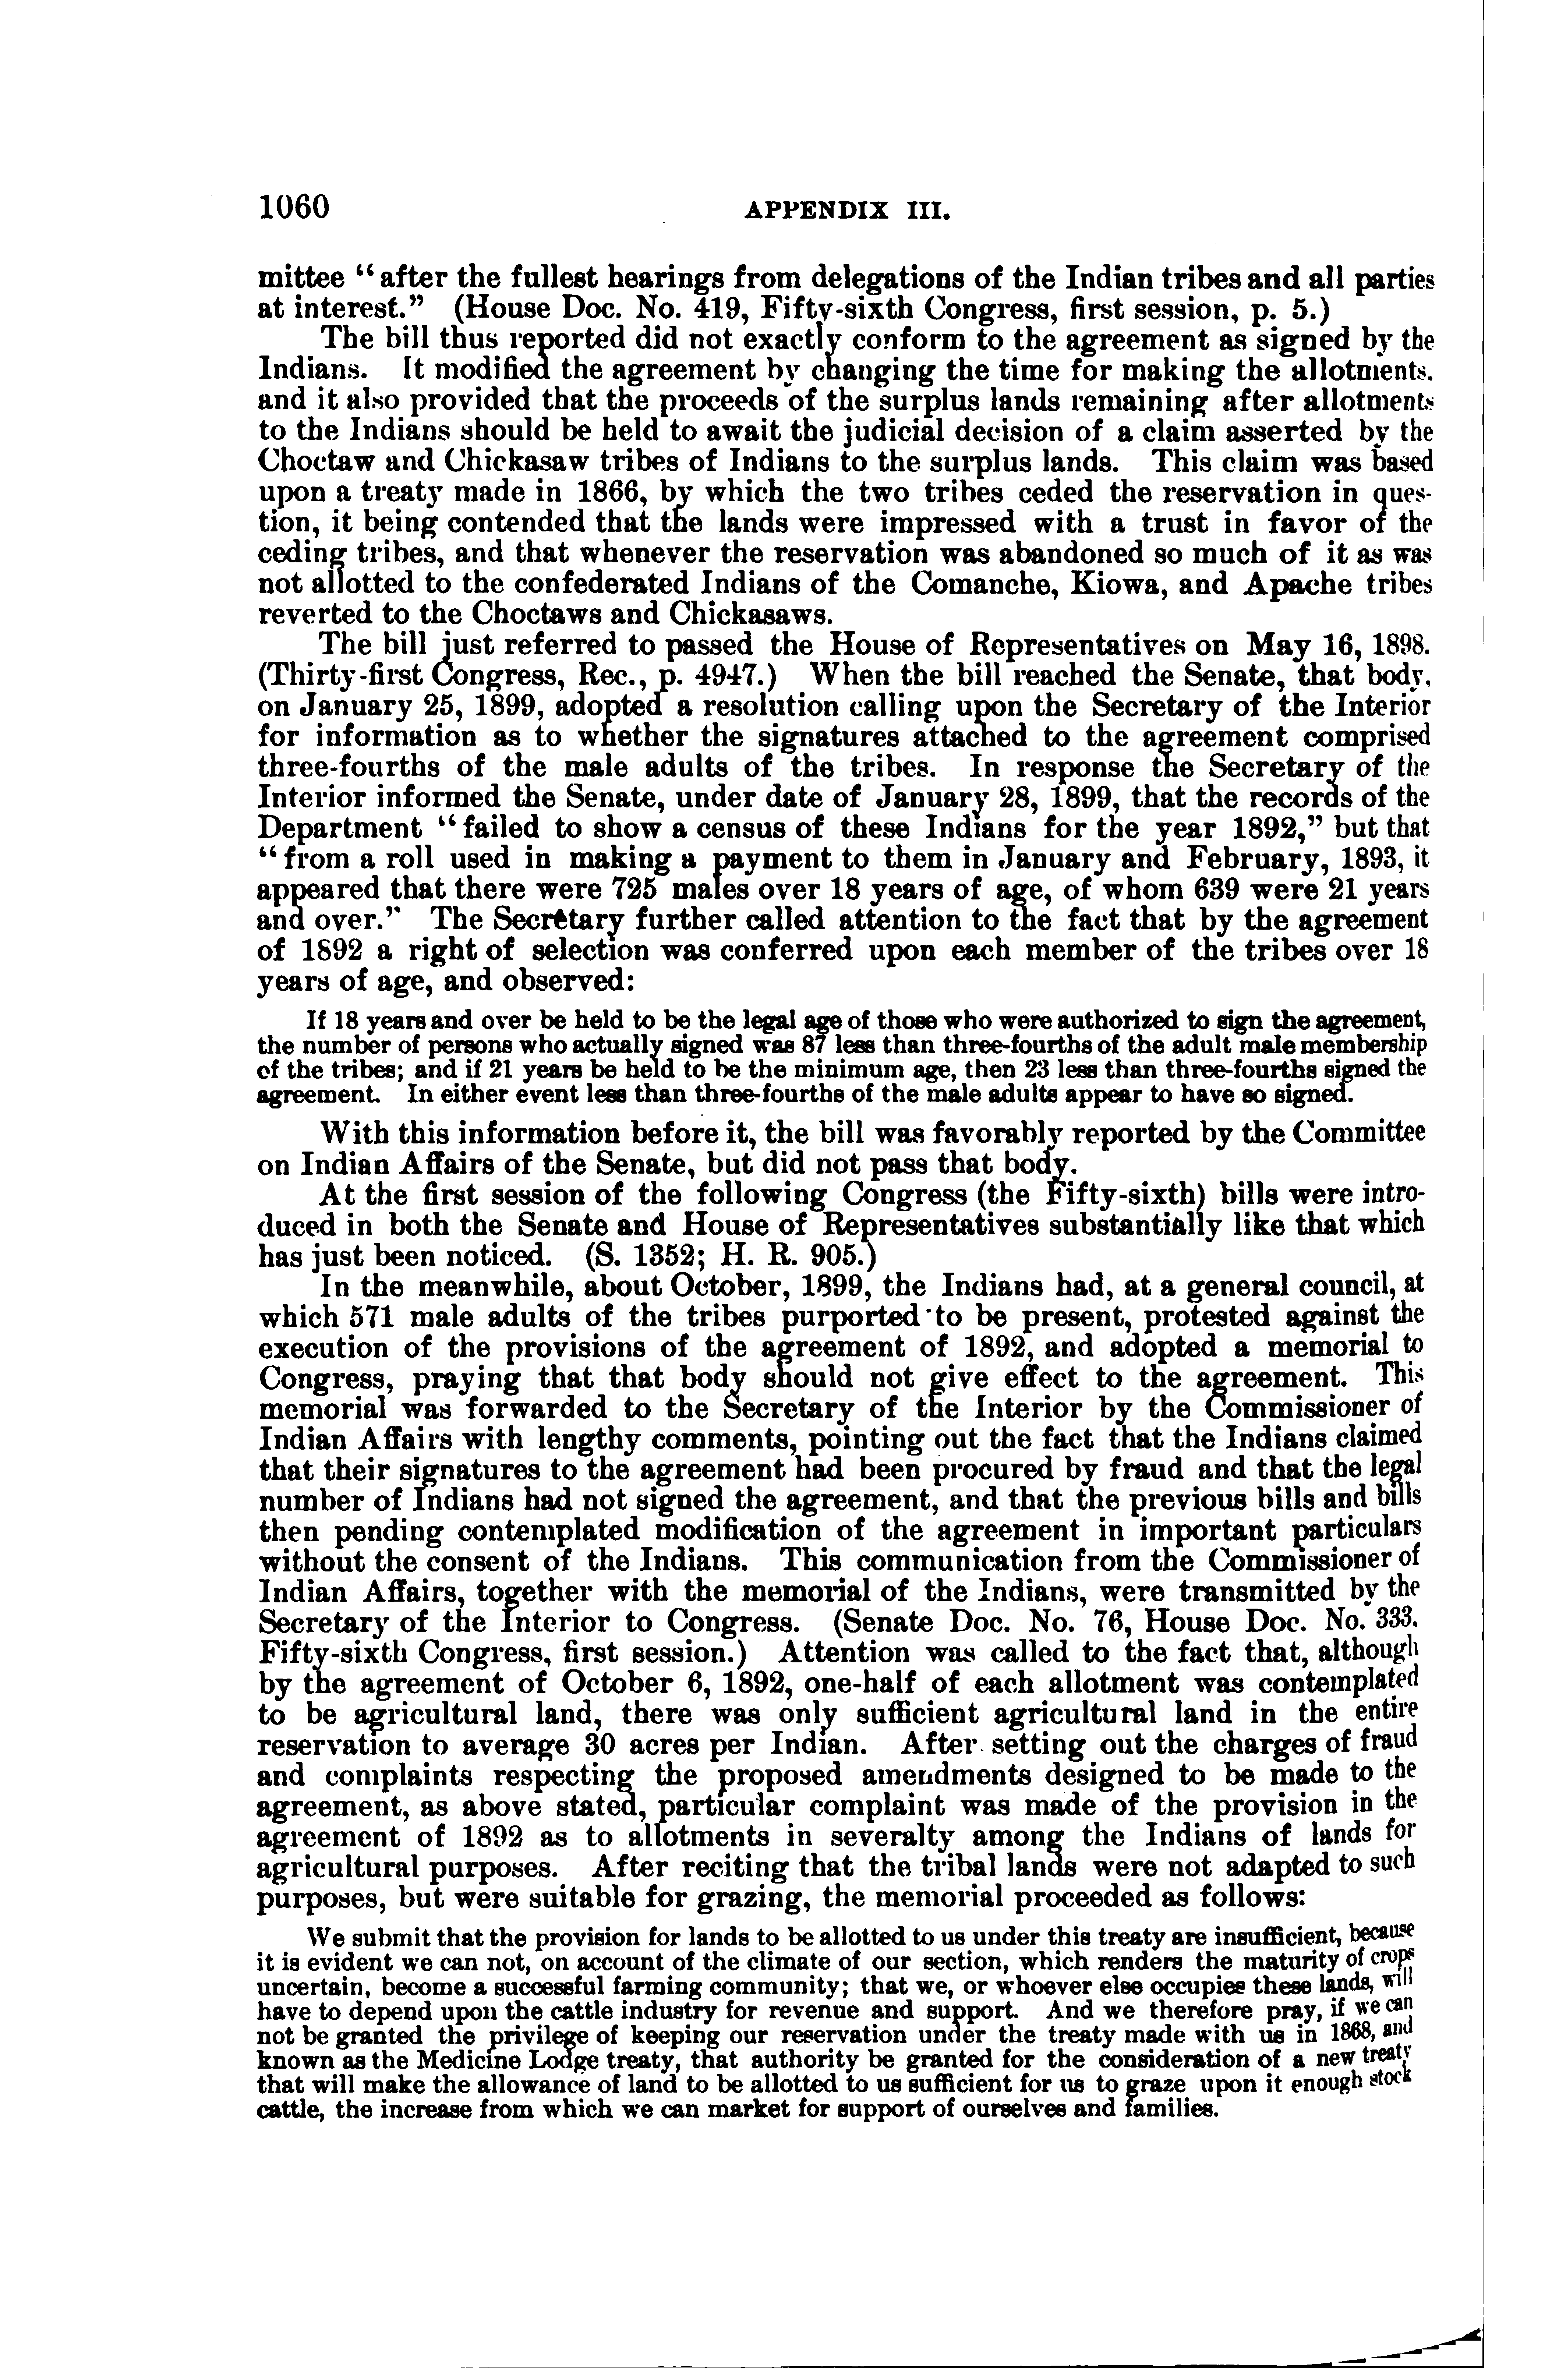 1060
APPENDIX III.
mittee “after the fullest hearings from delegations of the Indian tribes and all parties
at interest.” (House Doc. No. 419, Fifty-sixth Congress, first session, p. 5.)
The bill thus reported did not exactly conform to the agreement as signed by the
Indians. It modified the agreement by changing the time for making the allotments.
and it also provided that the proceeds of the surplus lands remaining after allotments
to the Indians should be held to await the judicial decision of a claim asserted by the
Choctaw and Chickasaw tribes of Indians to the surplus lands. This claim was based
upon a treaty made in 1866, by which the two tribes ceded the reservation in ques-
tion, it being contended that the lands were impressed with a trust in favor of the
ceding tribes, and that whenever the reservation was abandoned so much of it as was
not allotted to the confederated Indians of the Comanche, Kiowa, and Apache tribes
reverted to the Choctaws and Chickasaws.
The bill just referred to passed the House of Representatives on May 16, 1898.
(Thirty-first Congress, Rec., p. 4947.) When the bill reached the Senate, that body,
on January 25, 1899, adopted a resolution calling upon the Secretary of the Interior
for information as to whether the signatures attached to the agreement comprised
three-fourths of the male adults of the tribes. In response the Secretary of the
Interior informed the Senate, under date of January 28, 1899, that the records of the
Department “failed to show a census of these Indians for the year 1892,” but that
“from a roll used in making a payment to them in January and February, 1893, it
appeared that there were 725 males over 18 years of age, of whom 639 were 21 years
and over.” The Secretary further called attention to the fact that by the agreement
of 1892 a right of selection was conferred upon each member of the tribes over 18
years of age, and observed:
If 18 years and over be held to be the legal age of those who were authorized to sign the agreement,
the number of persons who actually signed was 87 less than three-fourths of the adult male membership
of the tribes; and if 21 years be held to be the minimum age, then 23 less than three-fourths signed the
agreement. In either event less than three-fourths of the male adults appear to have so signed.
With this information before it, the bill was favorably reported by the Committee
on Indian Affairs of the Senate, but did not pass that body.
At the first session of the following Congress (the Fifty-sixth) bills were intro-
duced in both the Senate and House of Representatives substantially like that which
has just been noticed. (S. 1352; H. R. 905.)
In the meanwhile, about October, 1899, the Indians had, at a general council, at
which 571 male adults of the tribes purported to be present, protested against the
execution of the provisions of the agreement of 1892, and adopted a memorial to
Congress, praying that that body should not give effect to the agreement. This
memorial was forwarded to the Secretary of the Interior by the Commissioner of
Indian Affairs with lengthy comments, pointing out the fact that the Indians claimed
that their signatures to the agreement had been procured by fraud and that the legal
number of Indians had not signed the agreement, and that the previous bills and bills
then pending contemplated modification of the agreement in important particulars
without the consent of the Indians. This communication from the Commissioner of
Indian Affairs, together with the memorial of the Indians, were transmitted by the
Secretary of the Interior to Congress. (Senate Doc. No. 76, House Doc. No. 333.
Fifty-sixth Congress, first session.) Attention was called to the fact that, although
by the agreement of October 6, 1892, one-half of each allotment was contemplated
to be agricultural land, there was only sufficient agricultural land in the entire
reservation to average 30 acres per Indian. After setting out the charges of fraud
and complaints respecting the proposed amendments designed to be made to the
agreement, as above stated, particular complaint was made of the provision in the
agreement of 1892 as to allotments in severalty among the Indians of lands for
agricultural purposes. After reciting that the tribal lands were not adapted to such
purposes, but were suitable for grazing, the memorial proceeded as follows:
We submit that the provision for lands to be allotted to us under this treaty are insufficient, because
it is evident we can not, on account of the climate of our section, which renders the maturity of crops
uncertain, become a successful farming community; that we, or whoever else occupies these lands, will
have to depend upon the cattle industry for revenue and support. And we therefore pray, if we can
not be granted the privilege of keeping our reservation under the treaty made with us in 1868, and
known as the Medicine Lodge treaty, that authority be granted for the consideration of a new treaty
that will make the allowance of land to be allotted to us sufficient for us to graze upon it enough stock
cattle, the increase from which we can market for support of ourselves and families.